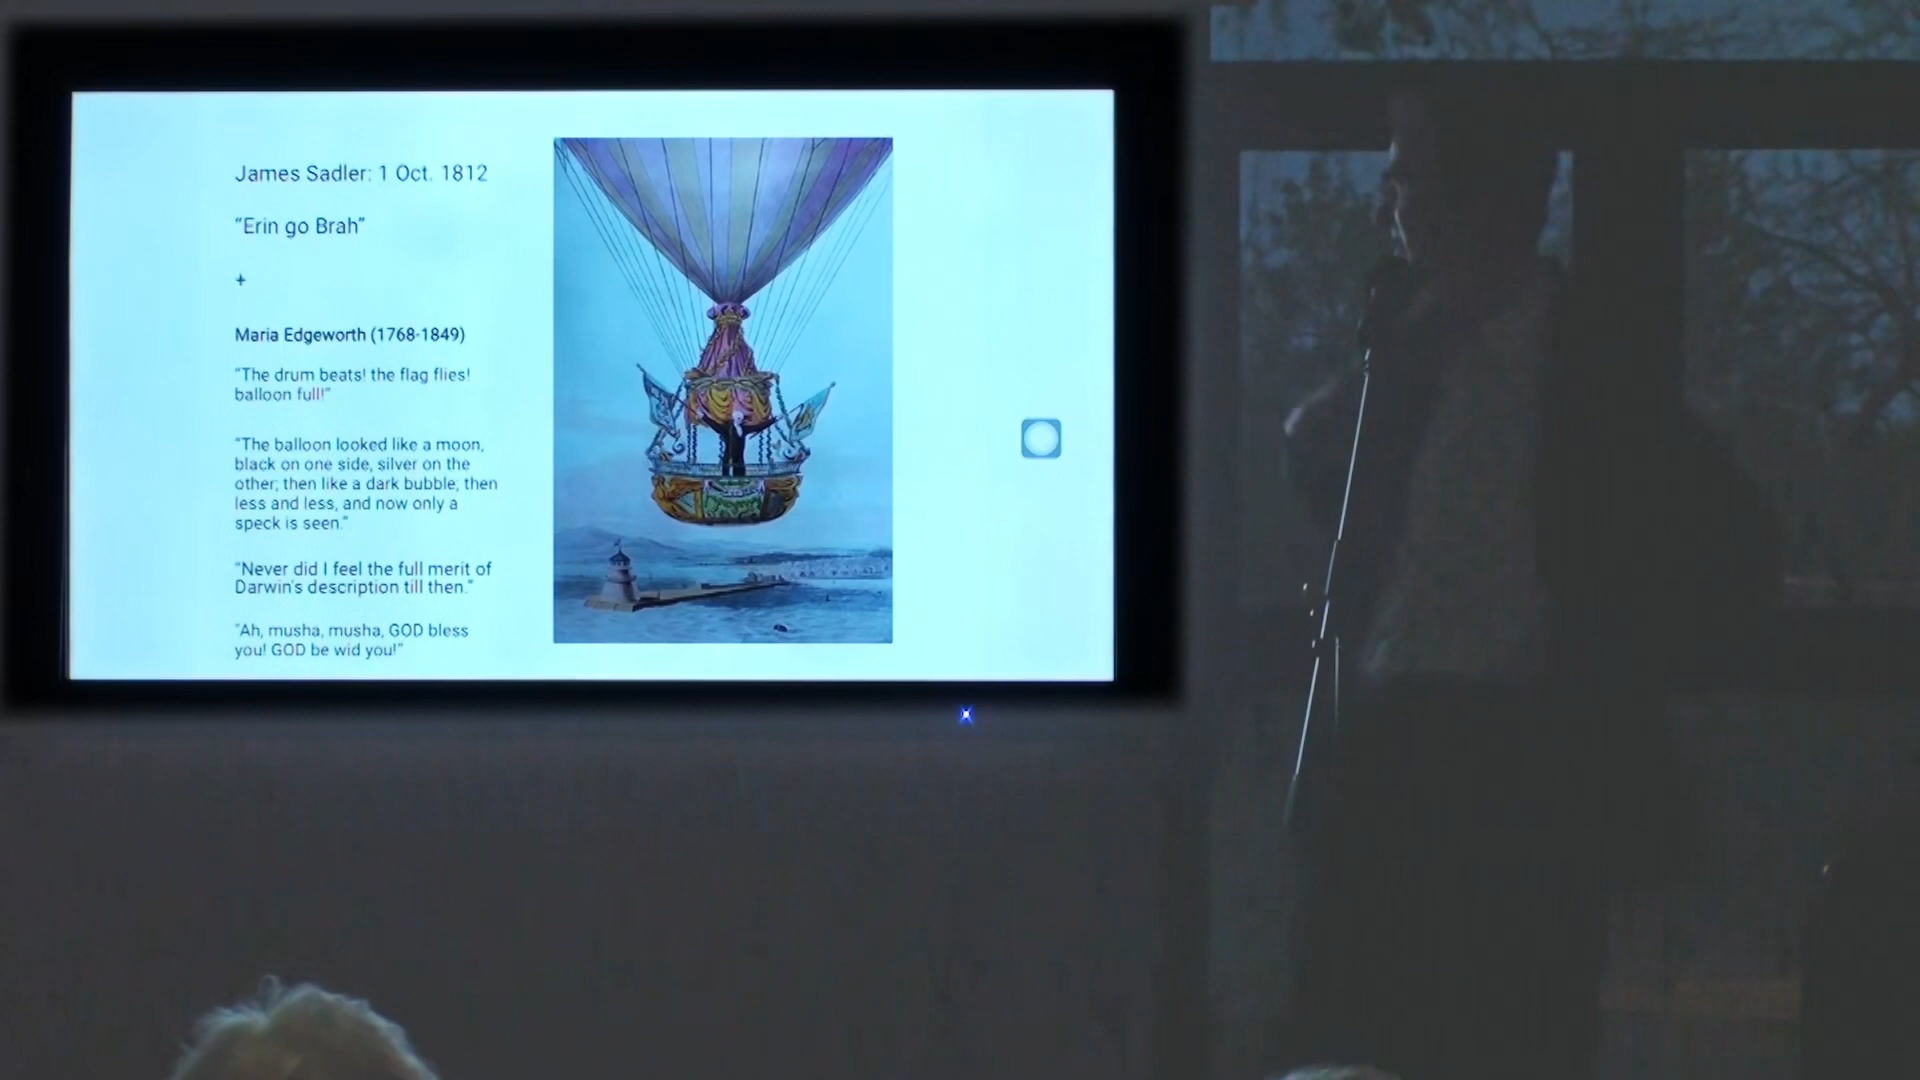 James Sadler: 1 Oct. 1812
“Erin go Brah”
+
Maria Edgeworth (1768-1849)
“The drum beats! the flag flies!
balloon full!”
“The balloon looked like a moon,
black on one side, silver on the
other; then like a dark bubble; then
less and less, and now only a
speck is seen.”
“Never did I feel the full merit of
Darwin's description till then.”
“Ah, musha, musha, GOD bless
you! GOD be wid you!”